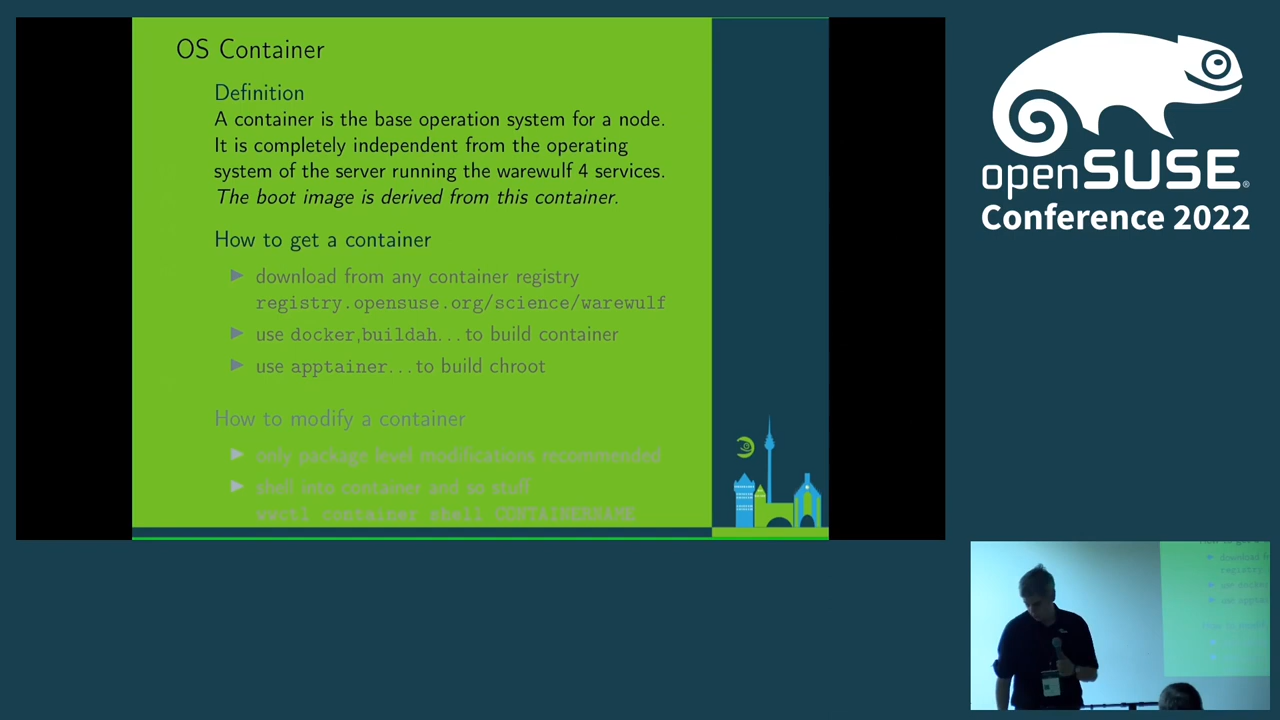 OS Container
Definition
A container is the base operation system for a node.
It is completely independent from the operating
system of the server running the warewulf 4 services.
The boot image is derived from this container.
How to get a container
▶ download from any container registry
registry.opensuse.org/science/warewulf
▶ use docker,buildah...to build container
▶ use apptainer...to build chroot
How to modify a container
▶ only package level modifications recommended
▶ shell into container and so stuff
wwctl container shell CONTAINERNAME
openSUSE®
Conference 2022